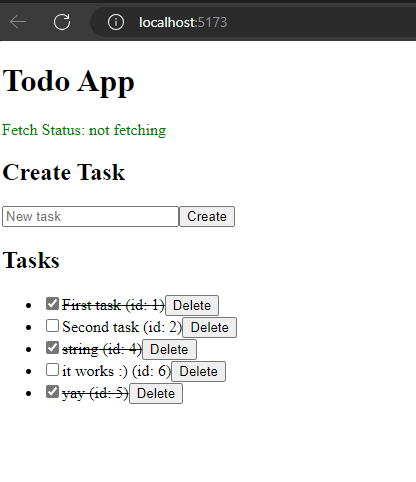 localhost:5173
Todo App
Fetch Status: not fetching
Create Task
New task Create
Tasks
First task (id: 1) Delete
Second task (id: 2) Delete
string (id: 4) Delete
it works :) (id: 6) Delete
yay (id: 5) Delete